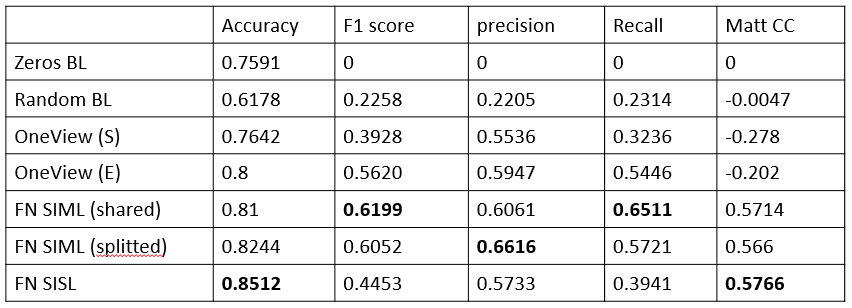 Accuracy F1 score precision Recall Matt CC
Zeros BL 0.7591 0 0 0 0
Random BL 0.6178 0.2258 0.2205 0.2314 -0.0047
OneView (S) 0.7642 0.3928 0.5536 0.3236 -0.278
OneView (E) 0.8 0.5620 0.5947 0.5446 -0.202
FN SIML (shared) 0.81 0.6199 0.6061 0.6511 0.5714
FN SIML (splitted) 0.8244 0.6052 0.6616 0.5721 0.566
FN SISL 0.8512 0.4453 0.5733 0.3941 0.5766